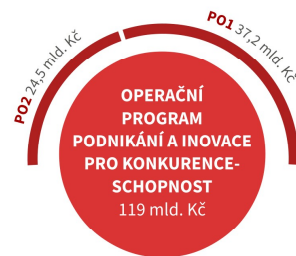 PO2 24,5 mld. Kč
PO1 37,2 mld. Kč
OPERAČNÍ
PROGRAM
PODNIKÁNÍ A INOVACE
PRO KONKURENCE-
SCHOPNOST
119 mld. Kč